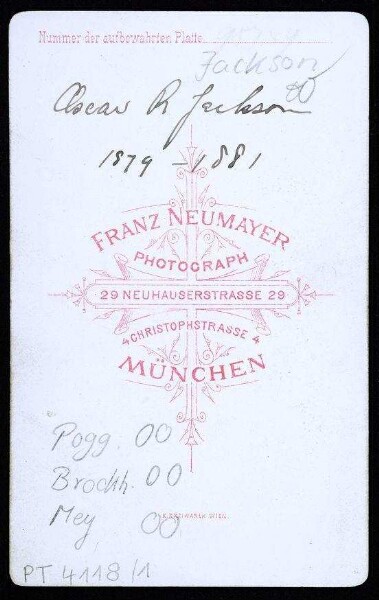 Nummer der aufbewahrten Platte
Jackson
00
Oscar R Jackson
1879 - 1881
FRANZ NEUMAYER
PHOTOGRAPH
29 NEUHAUSERSTRASSE 29
4 CHRISTOPHSTRASSE 4
MÜNCHEN
Pogg. 00
Brockh. 00
Mey 00
PT 4118/1